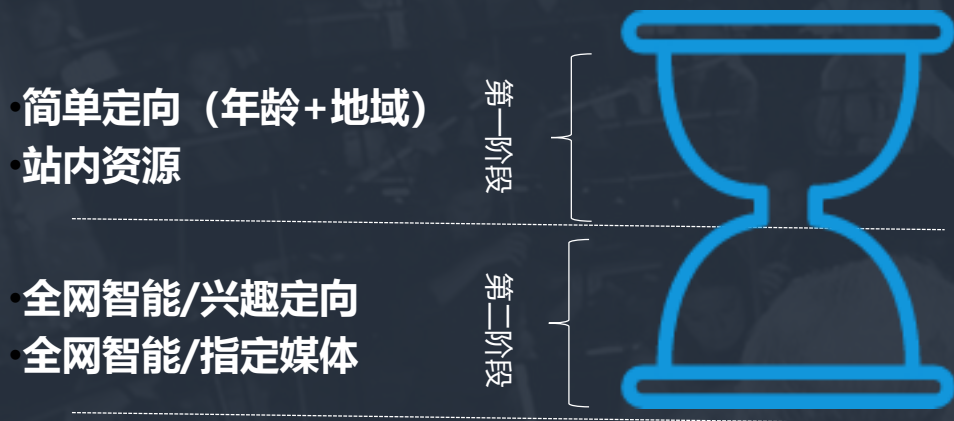 •简单定向（年龄+地域）
•站内资源
第一阶段
•全网智能/兴趣定向
•全网智能/指定媒体
第二阶段